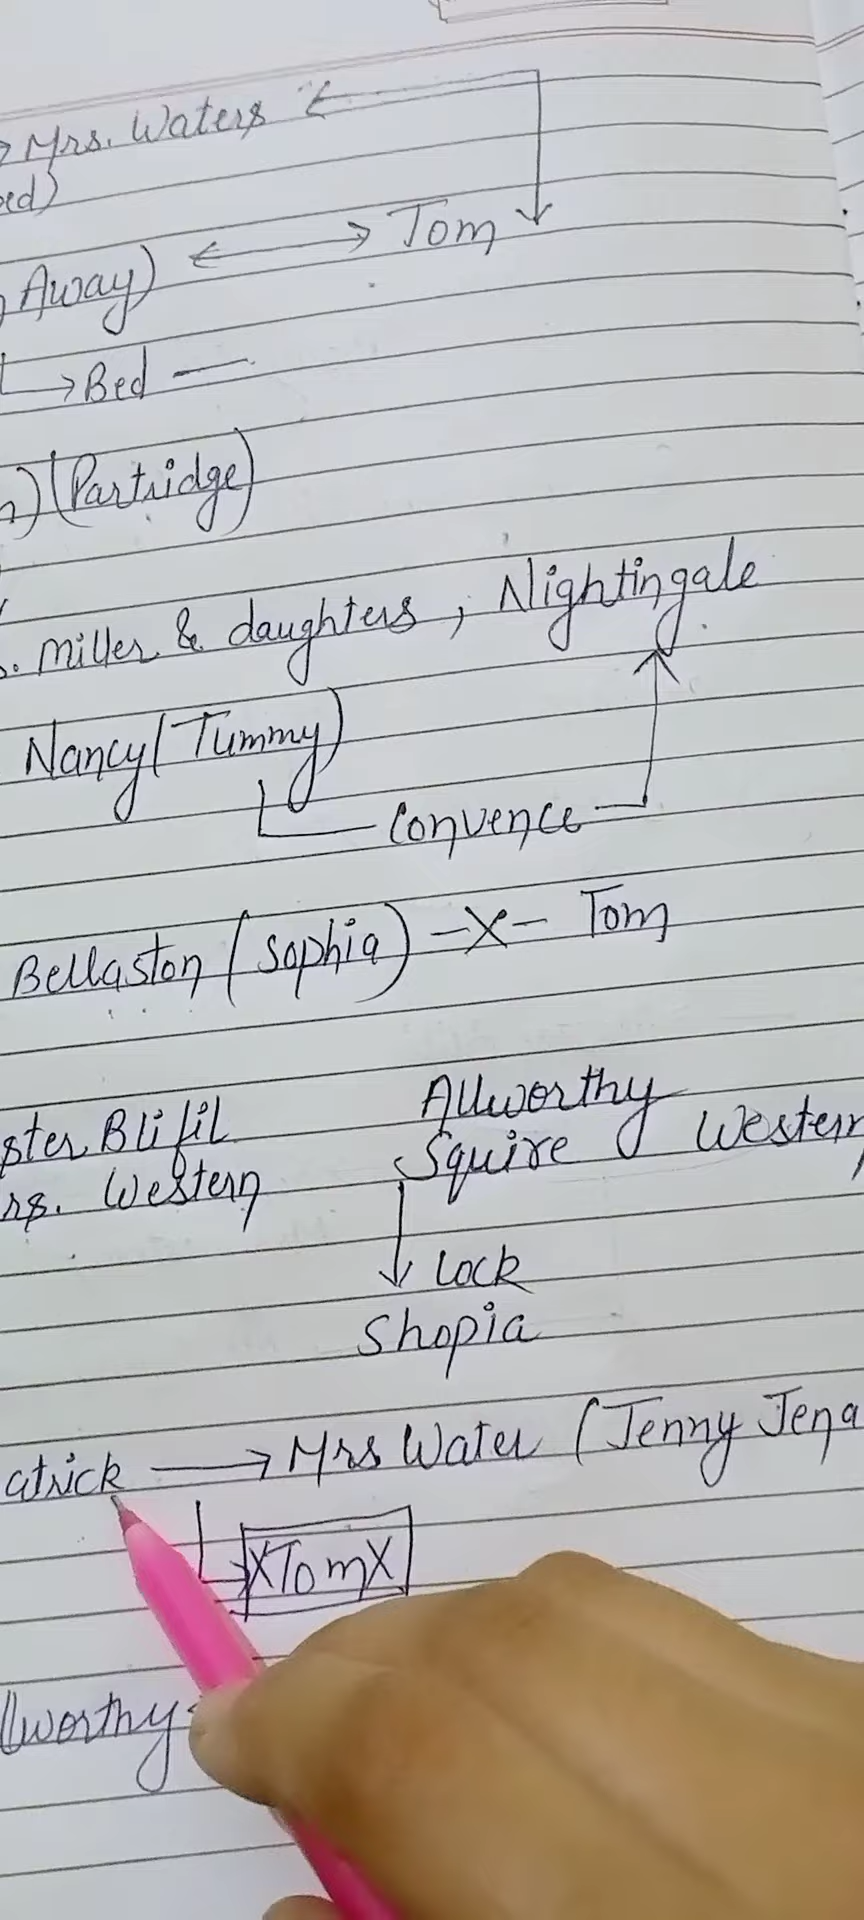 Mrs. Waters
Away) Tom
Bed
(Partridge)
miller & daughters, Nightingale
Nancy (Tummy)
Convence
Bellaston (Sophia) -X- Tom
Blifil Allworthy
Western Squire Western
Lock
Shopia
atrick → Mrs Water (Jenny Jena
XTomX
llworthy